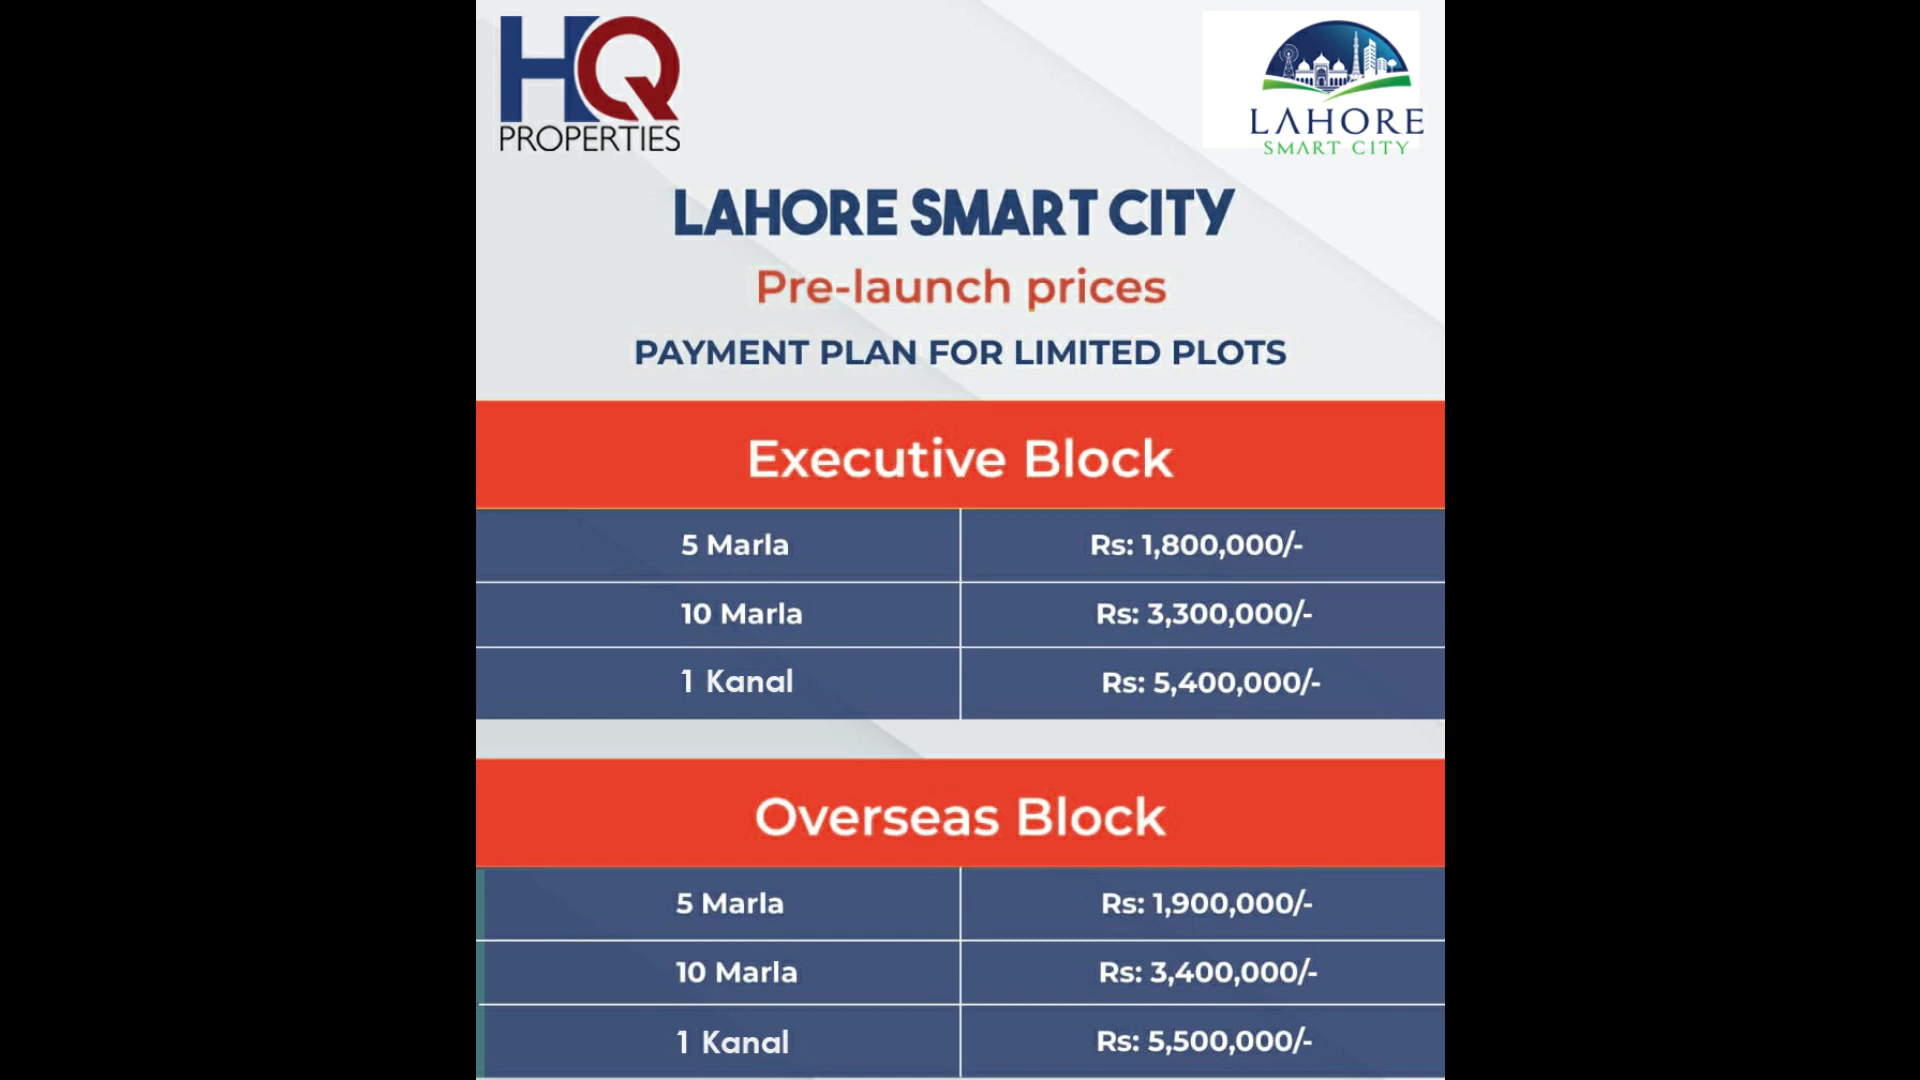 HQ
PROPERTIES
LAHORE
SMART CITY
LAHORE SMART CITY
Pre-launch prices
PAYMENT PLAN FOR LIMITED PLOTS
Executive Block
5 Marla Rs: 1,800,000/-
10 Marla Rs: 3,300,000/-
1 Kanal Rs: 5,400,000/-
Overseas Block
5 Marla Rs: 1,900,000/-
10 Marla Rs: 3,400,000/-
1 Kanal Rs: 5,500,000/-